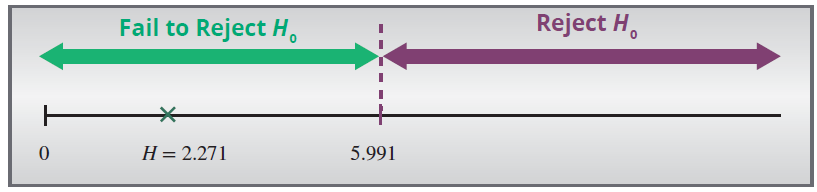 Fail to Reject H₀
Reject H₀
0
H = 2.271
5.991